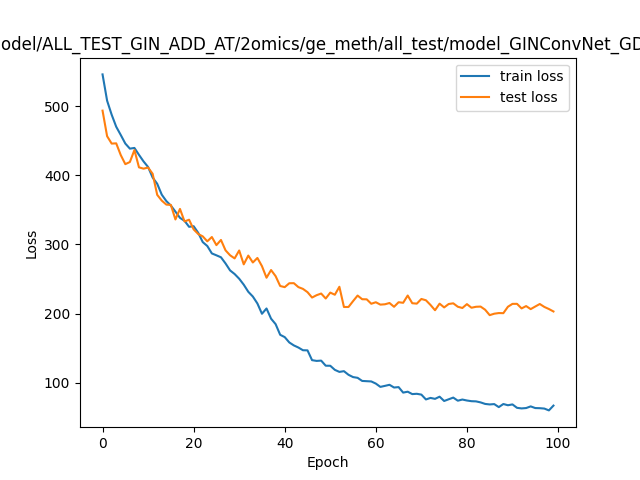 odel/ALL_TEST_GIN_ADD_AT/2omics/ge_meth/all_test/model_GINConvNet_GD
train loss
test loss
500
400
300
200
100
Loss
0
20
40
60
80
100
Epoch